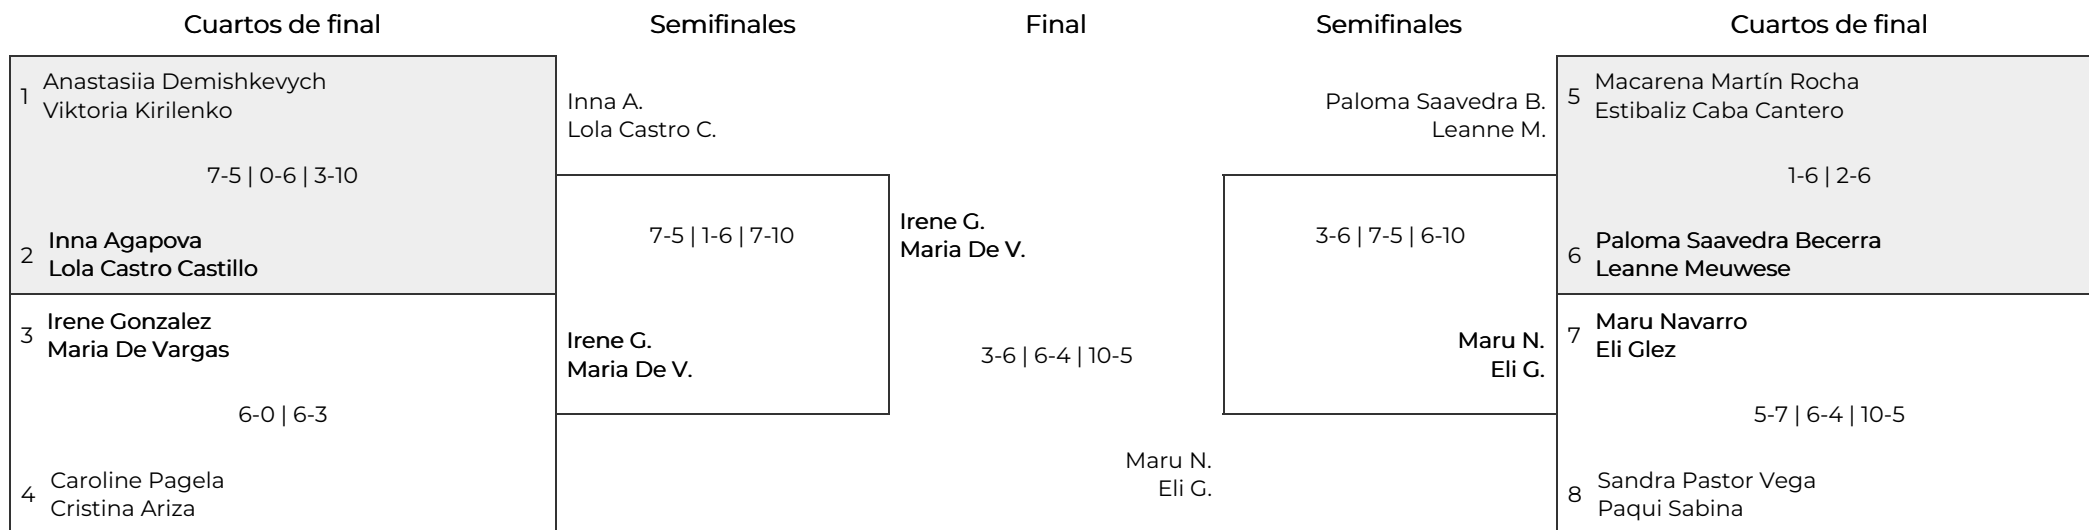 Cuartos de final
Semifinales
Final
Semifinales
Cuartos de final
1
Anastasiia Demishkevych
Viktoria Kirilenko
7-5 | 0-6 | 3-10
2
Inna Agapova
Lola Castro Castillo
3
Irene Gonzalez
Maria De Vargas
6-0 | 6-3
4
Caroline Pagela
Cristina Ariza
Inna A.
Lola Castro C.
7-5 | 1-6 | 7-10
Irene G.
Maria De V.
Irene G.
Maria De V.
3-6 | 6-4 | 10-5
Maru N.
Eli G.
Paloma Saavedra B.
Leanne M.
3-6 | 7-5 | 6-10
Maru N.
Eli G.
5
Macarena Martín Rocha
Estibaliz Caba Cantero
1-6 | 2-6
6
Paloma Saavedra Becerra
Leanne Meuwese
7
Maru Navarro
Eli Glez
5-7 | 6-4 | 10-5
8
Sandra Pastor Vega
Paqui Sabina